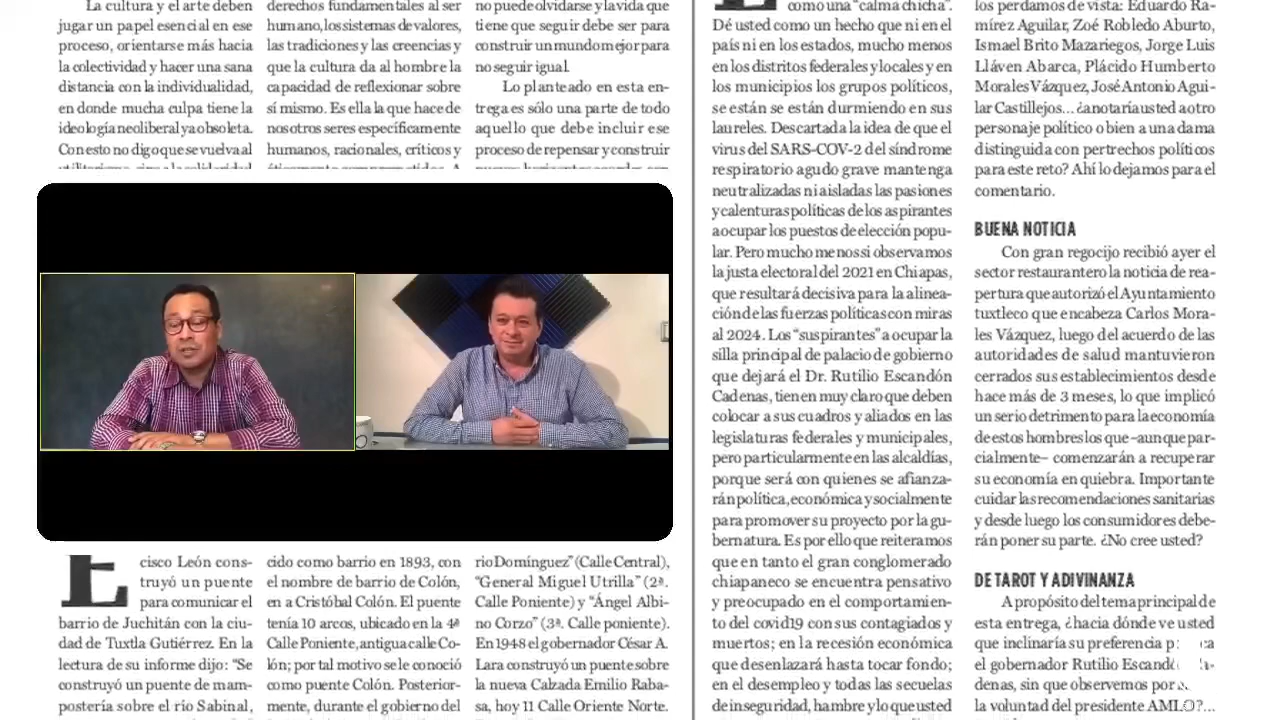 La cultura y el arte deben
jugar un papel esencial en ese
proceso, orientarse más hacia
la colectividad y hacer una sana
distancia con la individualidad,
en donde mucha culpa tiene la
ideología neoliberal ya obsoleta.
Con esto no digo que se vuelva al
derechos fundamentales al ser
humano, los sistemas de valores,
las tradiciones y las creencias y
que la cultura da al hombre la
capacidad de reflexionar sobre
sí mismo. Es ella la que hace de
nosotros seres específicamente
humanos, racionales, críticos y
no puede olvidarse y la vida que
tiene que seguir debe ser para
construir un mundo mejor para
no seguir igual.
Lo planteado en esta en-
trega es sólo una parte de todo
aquello que debe incluir ese
proceso de repensar y construir
E
cisco León cons-
truyó un puente
para comunicar el
barrio de Juchitán con la ciu-
dad de Tuxtla Gutiérrez. En la
lectura de su informe dijo: "Se
construyó un puente de mam-
postería sobre el río Sabinal,
cido como barrio en 1893, con
el nombre de barrio de Colón,
en a Cristóbal Colón. El puente
tenía 10 arcos, ubicado en la 4ª
Calle Poniente, antigua calle Co-
lón; por tal motivo se le conoció
como puente Colón. Posterior-
mente, durante el gobierno del
rio Domínguez" (Calle Central),
"General Miguel Utrilla" (2ª.
Calle Poniente) y "Ángel Albi-
no Corzo" (3ª. Calle poniente).
En 1948 el gobernador César A.
Lara construyó un puente sobre
la nueva Calzada Emilio Raba-
sa, hoy 11 Calle Oriente Norte.
como una "calma chicha".
Dé usted como un hecho que ni en el
país ni en los estados, mucho menos
en los distritos federales y locales y en
los municipios los grupos políticos,
se están se están durmiendo en sus
laureles. Descartada la idea de que el
virus del SARS-COV-2 del síndrome
respiratorio agudo grave mantenga
neutralizadas ni aisladas las pasiones
y calenturas políticas de los aspirantes
a ocupar los puestos de elección popu-
lar. Pero mucho menos si observamos
la justa electoral del 2021 en Chiapas,
que resultará decisiva para la alinea-
ción de las fuerzas políticas con miras
al 2024. Los "suspirantes" a ocupar la
silla principal de palacio de gobierno
que dejará el Dr. Rutilio Escandón
Cadenas, tienen muy claro que deben
colocar a sus cuadros y aliados en las
legislaturas federales y municipales,
pero particularmente en las alcaldías,
porque será con quienes se afianza-
rán política, económica y socialmente
para promover su proyecto por la gu-
bernatura. Es por ello que reiteramos
que en tanto el gran conglomerado
chiapaneco se encuentra pensativo
y preocupado en el comportamien-
to del covid19 con sus contagiados y
muertos; en la recesión económica
que desenlazará hasta tocar fondo;
en el desempleo y todas las secuelas
de inseguridad, hambre y lo que usted
los perdamos de vista: Eduardo Ra-
mírez Aguilar, Zoé Robledo Aburto,
Ismael Brito Mazariegos, Jorge Luis
Lláven Abarca, Plácido Humberto
Morales Vázquez, José Antonio Agui-
lar Castillejos... ¿anotaría usted a otro
personaje político o bien a una dama
distinguida con pertrechos políticos
para este reto? Ahí lo dejamos para el
comentario.
BUENA NOTICIA
Con gran regocijo recibió ayer el
sector restaurantero la noticia de rea-
pertura que autorizó el Ayuntamiento
tuxtleco que encabeza Carlos Mora-
les Vázquez, luego del acuerdo de las
autoridades de salud mantuvieron
cerrados sus establecimientos desde
hace más de 3 meses, lo que implicó
un serio detrimento para la economía
de estos hombres los que –aunque par-
cialmente– comenzarán a recuperar
su economía en quiebra. Importante
cuidar las recomendaciones sanitarias
y desde luego los consumidores debe-
rán poner su parte. ¿No cree usted?
DE TAROT Y ADIVINANZA
A propósito del tema principal de
esta entrega, ¿hacia dónde ve usted
que inclinaría su preferencia
el gobernador Rutilio
denas, sin que observemos por
la voluntad del presidente AMLO?...